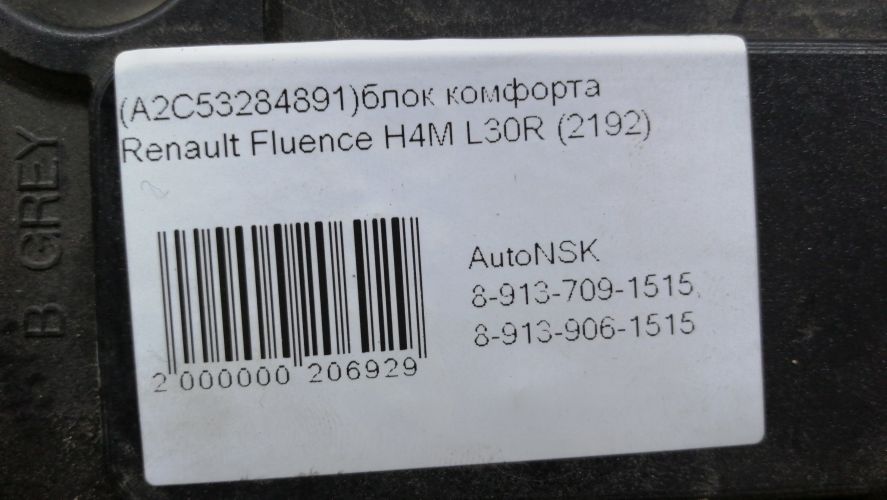 (A2C53284891)блок комфорта
Renault Fluence H4M L30R (2192)
AutoNSK
8-913-709-1515
8-913-906-1515
2 000000 206929
B GREY